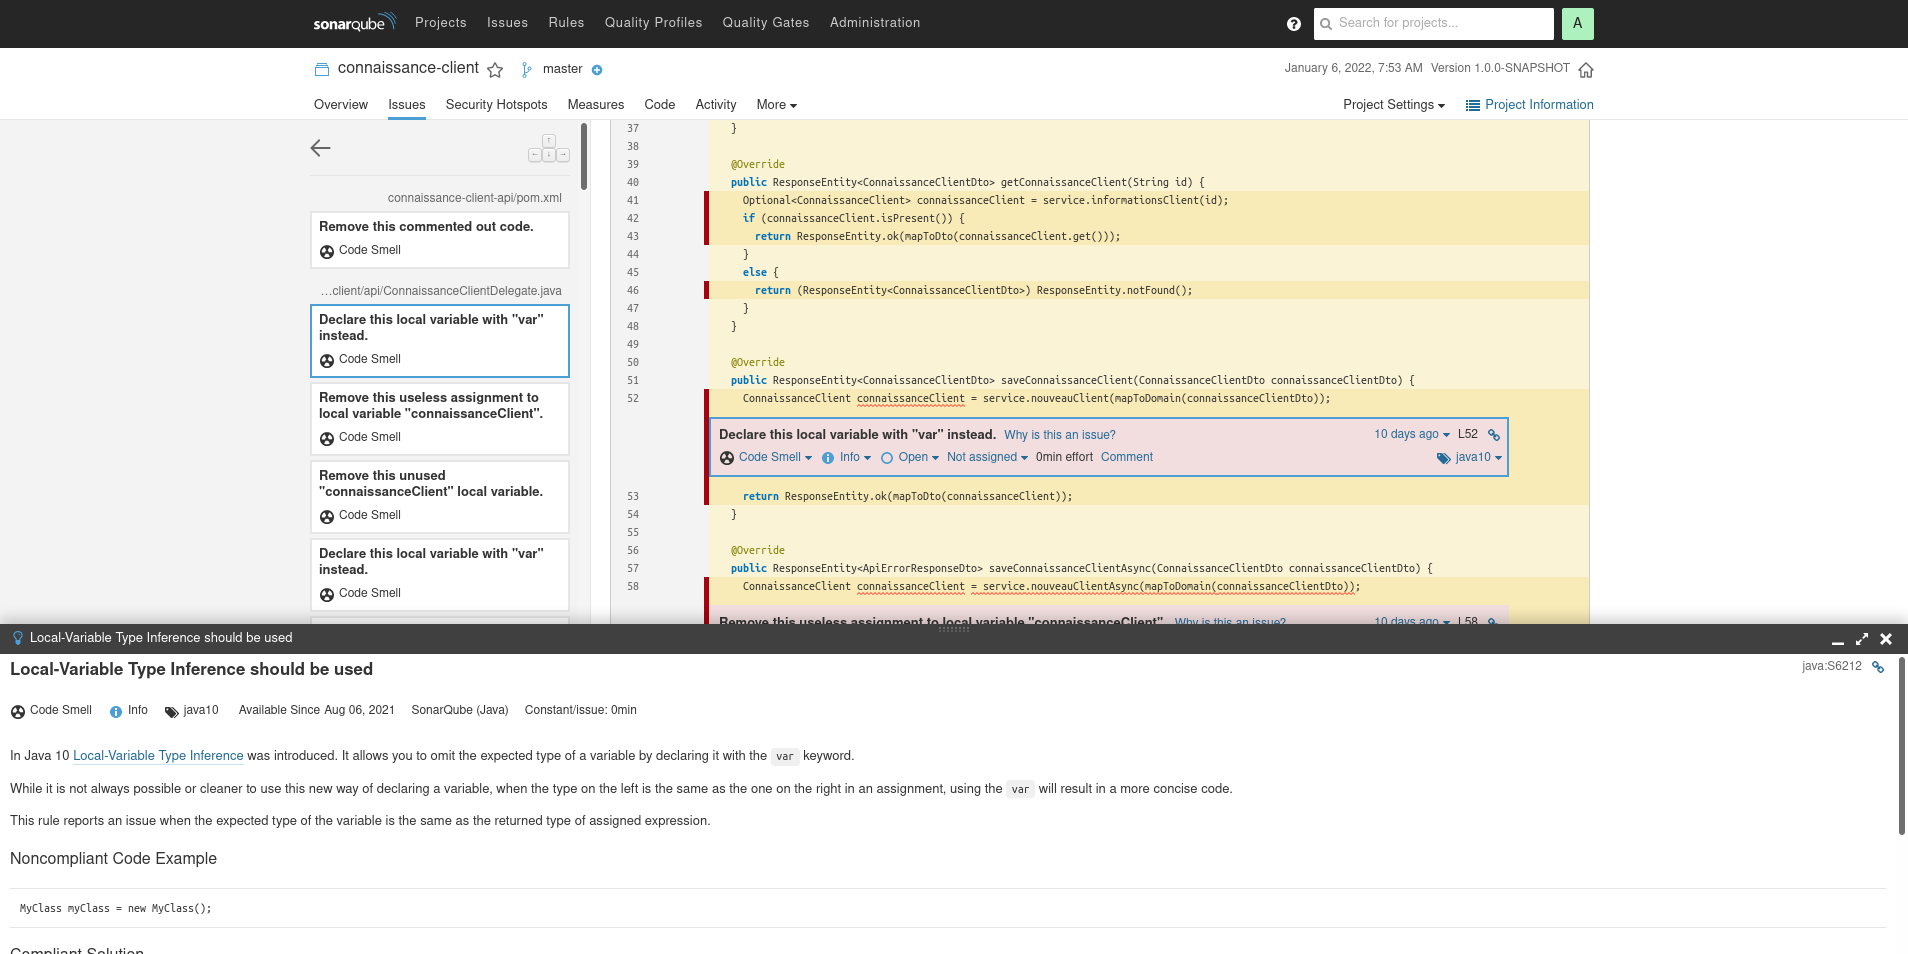 sonarqube Projects Issues Rules Quality Profiles Quality Gates Administration ? Search for projects... A
connaissance-client master January 6, 2022, 7:53 AM Version 1.0.0-SNAPSHOT
Overview Issues Security Hotspots Measures Code Activity More Project Settings Project Information
connaissance-client-api/pom.xml
Remove this commented out code.
Code Smell
…client/api/ConnaissanceClientDelegate.java
Declare this local variable with "var"
instead.
Code Smell
Remove this useless assignment to
local variable "connaissanceClient".
Code Smell
Remove this unused
"connaissanceClient" local variable.
Code Smell
Declare this local variable with "var"
instead.
Code Smell
37 }
38
39 @Override
40 public ResponseEntity<ConnaissanceClientDto> getConnaissanceClient(String id) {
41 Optional<ConnaissanceClient> connaissanceClient = service.informationsClient(id);
42 if (connaissanceClient.isPresent()) {
43 return ResponseEntity.ok(mapToDto(connaissanceClient.get()));
44 }
45 else {
46 return (ResponseEntity<ConnaissanceClientDto>) ResponseEntity.notFound();
47 }
48 }
49
50 @Override
51 public ResponseEntity<ConnaissanceClientDto> saveConnaissanceClient(ConnaissanceClientDto connaissanceClientDto) {
52 ConnaissanceClient connaissanceClient = service.nouveauClient(mapToDomain(connaissanceClientDto));
Declare this local variable with "var" instead. Why is this an issue? 10 days ago L52
Code Smell Info Open Not assigned 0min effort Comment java10
53 return ResponseEntity.ok(mapToDto(connaissanceClient));
54 }
55
56 @Override
57 public ResponseEntity<ApiErrorResponseDto> saveConnaissanceClientAsync(ConnaissanceClientDto connaissanceClientDto) {
58 ConnaissanceClient connaissanceClient = service.nouveauClientAsync(mapToDomain(connaissanceClientDto));
Remove this useless assignment to local variable "connaissanceClient". Why is this an issue? 10 days ago L58
Local-Variable Type Inference should be used
Local-Variable Type Inference should be used java:S6212
Code Smell Info java10 Available Since Aug 06, 2021 SonarQube (Java) Constant/issue: 0min
In Java 10 Local-Variable Type Inference was introduced. It allows you to omit the expected type of a variable by declaring it with the var keyword.
While it is not always possible or cleaner to use this new way of declaring a variable, when the type on the left is the same as the one on the right in an assignment, using the var will result in a more concise code.
This rule reports an issue when the expected type of the variable is the same as the returned type of assigned expression.
Noncompliant Code Example
MyClass myClass = new MyClass();
Compliant Solution